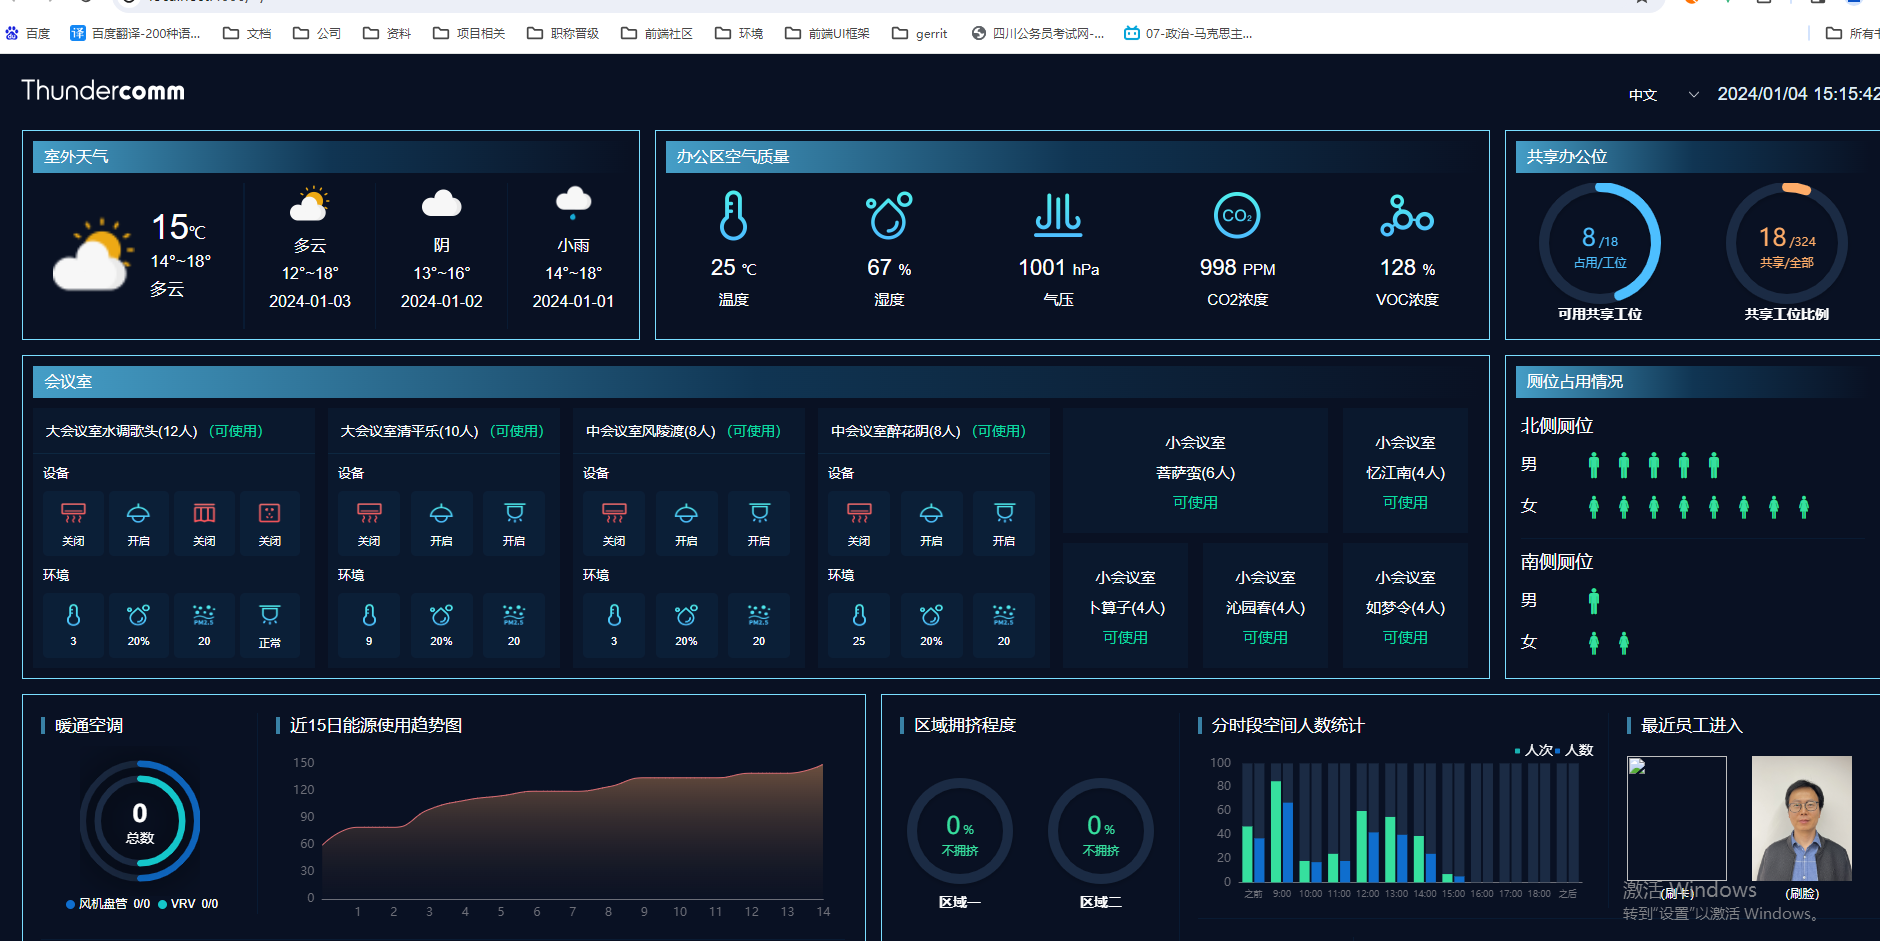 百度
百度翻译-200种语...
文档
公司
资料
项目相关
职称晋级
前端社区
环境
前端UI框架
gerrit
四川公务员考试网-...
07-政治-马克思主...
Thundercomm
中文
2024/01/04 15:15:42
室外天气
15℃
14°~18°
多云
多云
12°~18°
2024-01-03
阴
13°~16°
2024-01-02
小雨
14°~18°
2024-01-01
办公区空气质量
CO₂
25 ℃
67 %
1001 hPa
998 PPM
128 %
温度
湿度
气压
CO2浓度
VOC浓度
共享办公位
8 /18
占用/工位
可用共享工位
18 /324
共享/全部
共享工位比例
会议室
大会议室水调歌头(12人) (可使用)
设备
关闭 开启 关闭 关闭
环境
PM2.5
3 20% 20 正常
大会议室清平乐(10人) (可使用)
设备
关闭 开启 开启
环境
PM2.5
9 20% 20
中会议室风陵渡(8人) (可使用)
设备
关闭 开启 开启
环境
PM2.5
3 20% 20
中会议室醉花阴(8人) (可使用)
设备
关闭 开启 开启
环境
PM2.5
25 20% 20
小会议室
菩萨蛮(6人)
可使用
小会议室
忆江南(4人)
可使用
小会议室
卜算子(4人)
可使用
小会议室
沁园春(4人)
可使用
小会议室
如梦令(4人)
可使用
厕位占用情况
北侧厕位
男
女
南侧厕位
男
女
暖通空调
0
总数
风机盘管 0/0 VRV 0/0
近15日能源使用趋势图
150
120
90
60
30
0
1 2 3 4 5 6 7 8 9 10 11 12 13 14
区域拥挤程度
0 %
不拥挤
区域一
0 %
不拥挤
区域二
分时段空间人数统计
人次 人数
100
80
60
40
20
0
之前 9:00 10:00 11:00 12:00 13:00 14:00 15:00 16:00 17:00 18:00 之后
最近员工进入
(刷卡)
(刷脸)
激活 Windows
转到"设置"以激活 Windows。